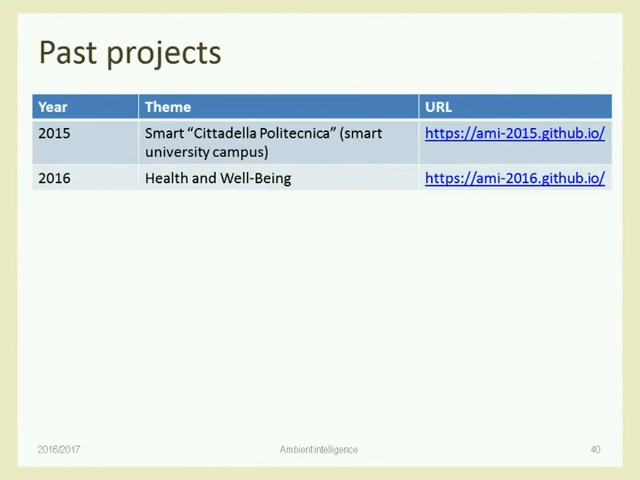 Past projects
Year Theme URL
2015 Smart “Cittadella Politecnica” (smart https://ami-2015.github.io/
university campus)
2016 Health and Well-Being https://ami-2016.github.io/
2016/2017 Ambient intelligence 40